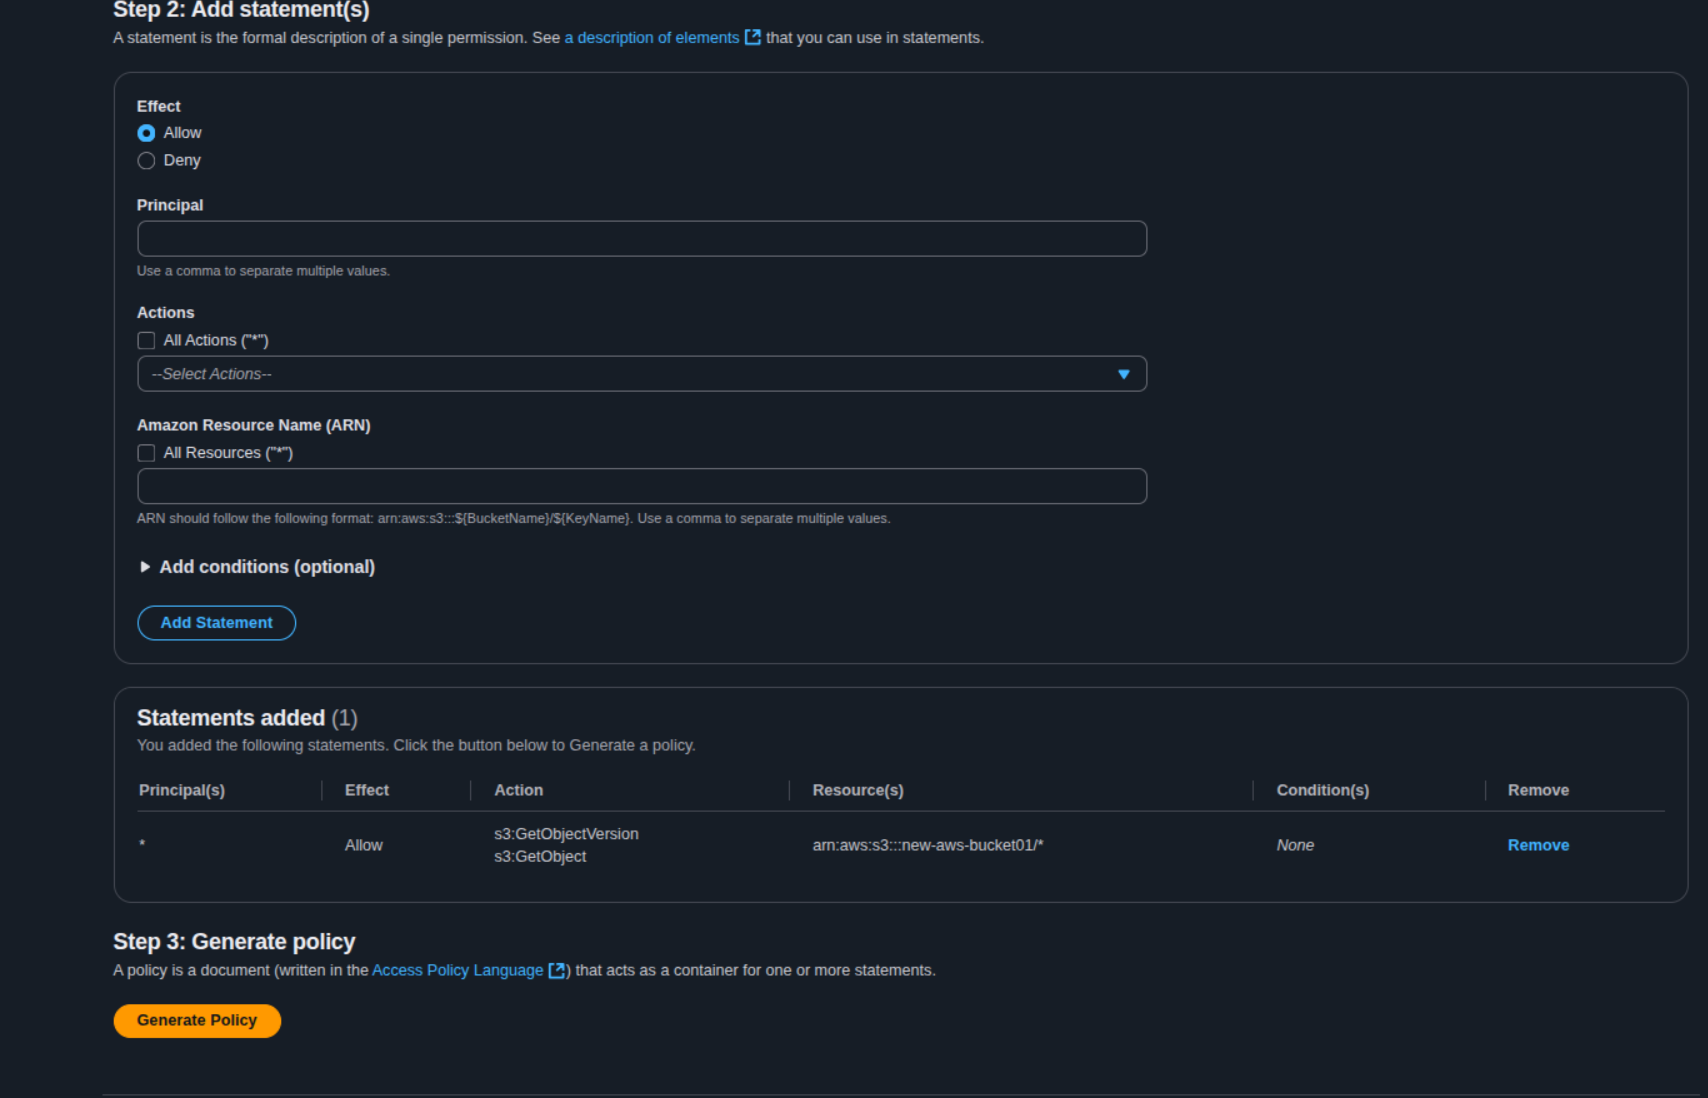 Step 2: Add statement(s)
A statement is the formal description of a single permission. See a description of elements that you can use in statements.
Effect
Allow
Deny
Principal
Use a comma to separate multiple values.
Actions
All Actions ("*")
--Select Actions--
Amazon Resource Name (ARN)
All Resources ("*")
ARN should follow the following format: arn:aws:s3:::${BucketName}/${KeyName}. Use a comma to separate multiple values.
Add conditions (optional)
Add Statement
Statements added (1)
You added the following statements. Click the button below to Generate a policy.
Principal(s) Effect Action Resource(s) Condition(s) Remove
* Allow s3:GetObjectVersion arn:aws:s3:::new-aws-bucket01/* None Remove
s3:GetObject
Step 3: Generate policy
A policy is a document (written in the Access Policy Language ) that acts as a container for one or more statements.
Generate Policy